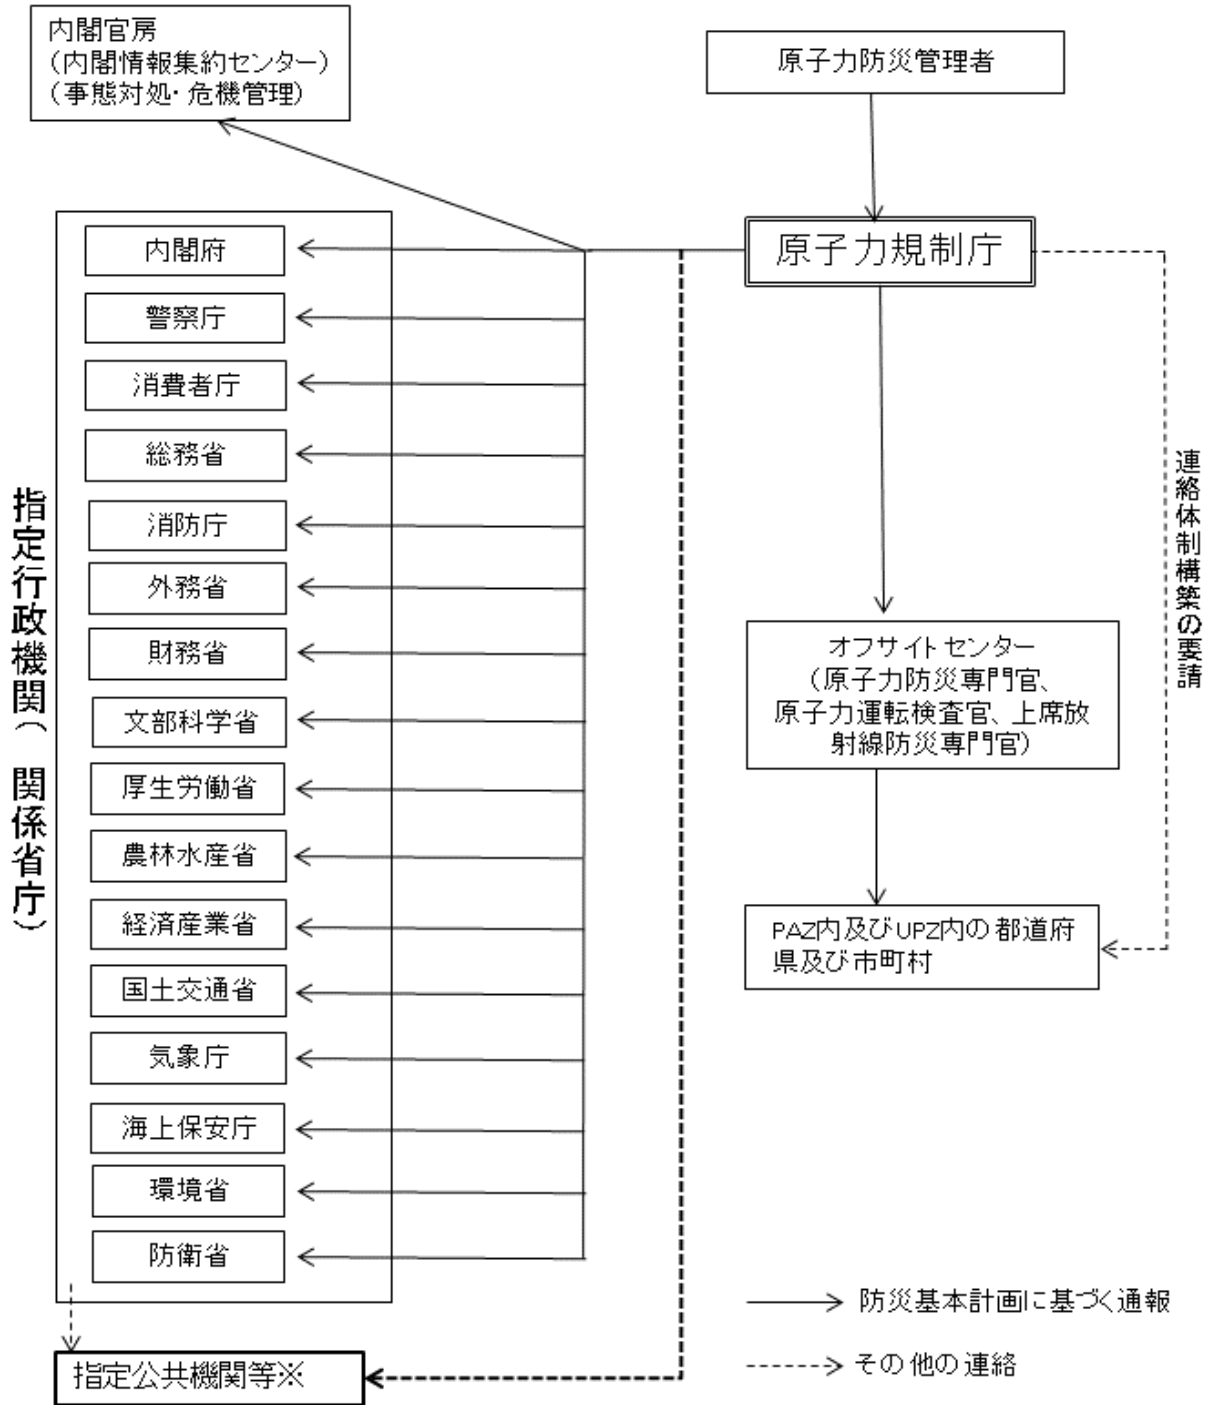 内閣官房
(内閣情報集約センター)
(事態対処・危機管理)
原子力防災管理者
原子力規制庁
内閣府
警察庁
消費者庁
総務省
消防庁
外務省
財務省
文部科学省
厚生労働省
農林水産省
経済産業省
国土交通省
気象庁
海上保安庁
環境省
防衛省
指定行政機関(関係省庁)
指定公共機関等※
オフサイトセンター
(原子力防災専門官、
原子力運転検査官、上席放
射線防災専門官)
PAZ内及びUPZ内の都道府
県及び市町村
連絡体制構築の要請
防災基本計画に基づく通報
その他の連絡